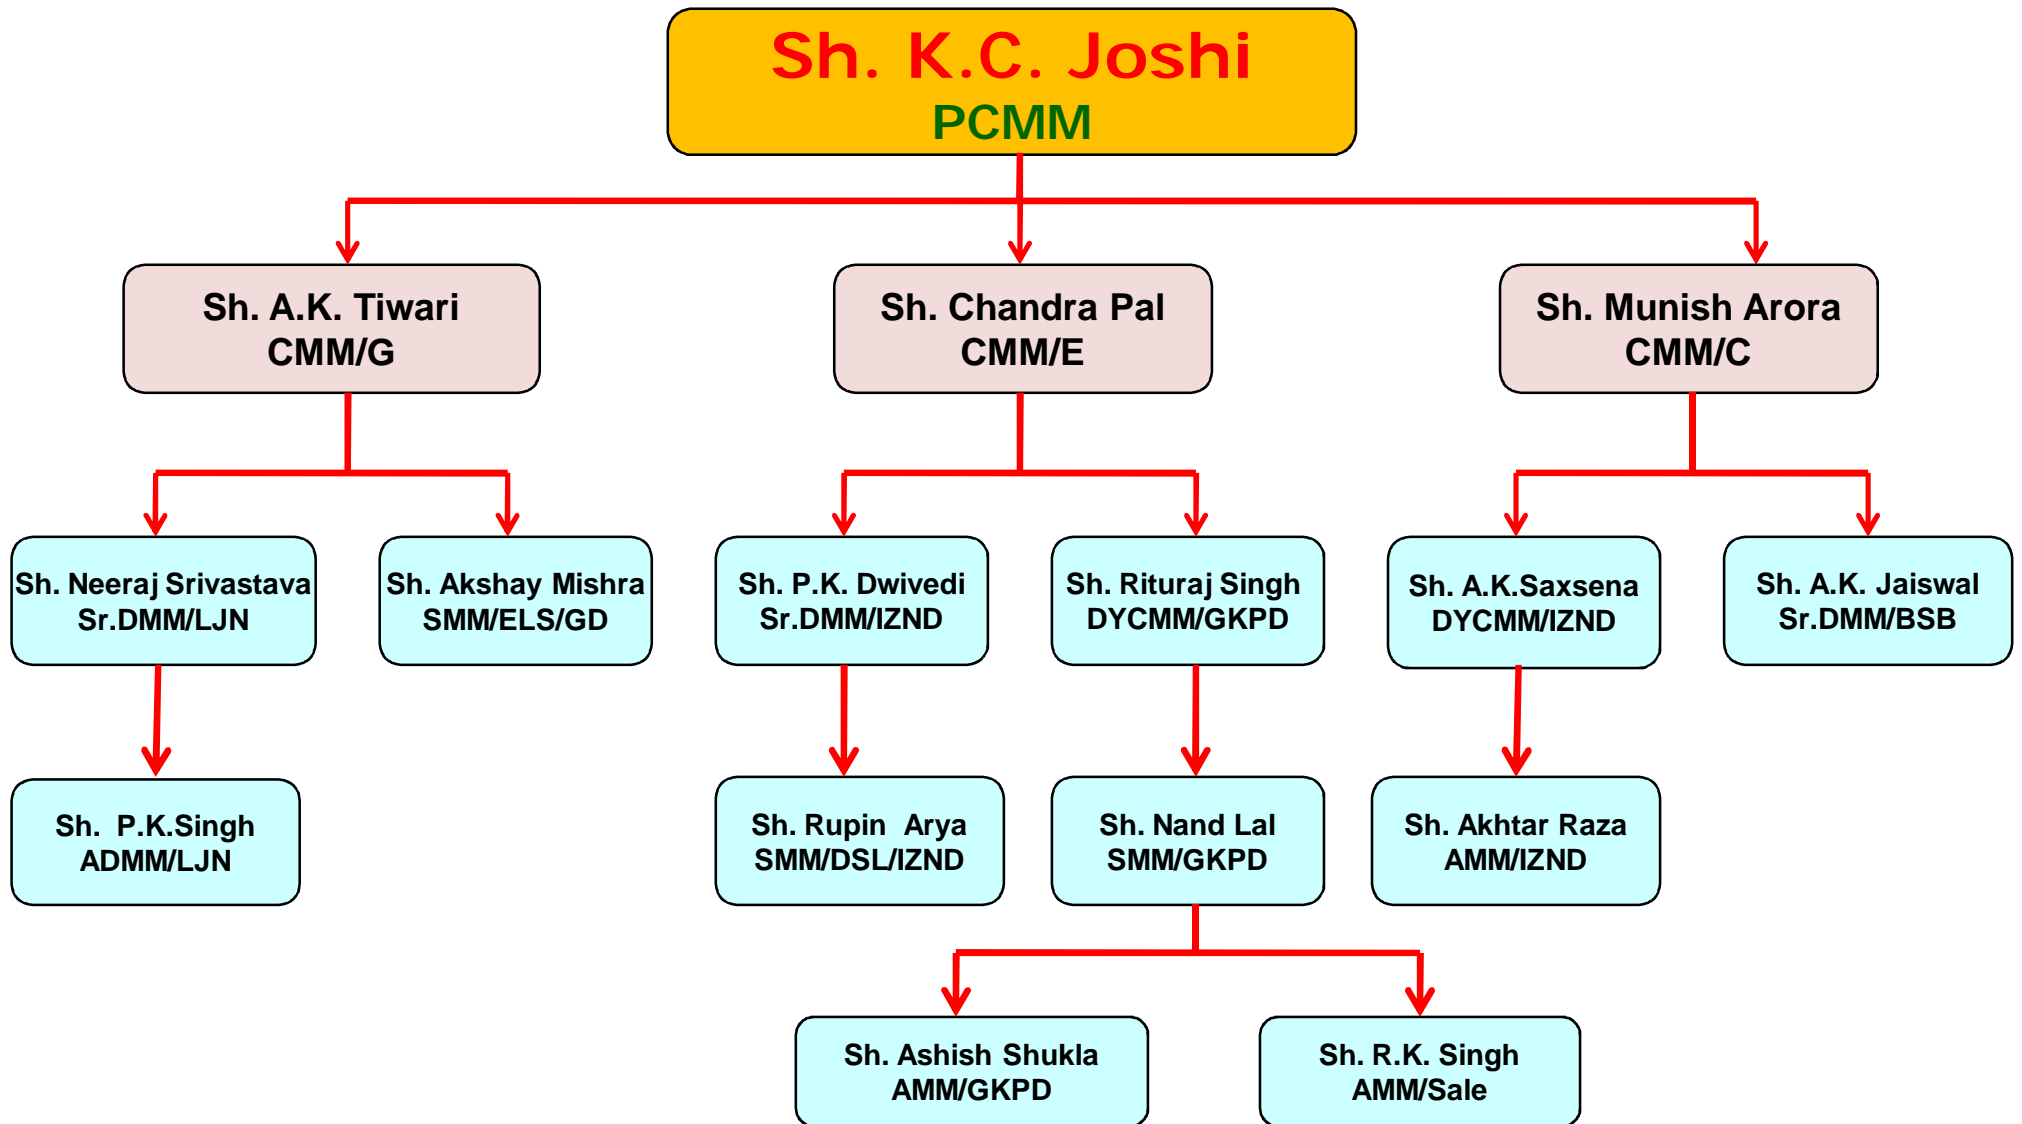 Sh. K.C. Joshi
PCMM
Sh. A.K. Tiwari
CMM/G
Sh. Chandra Pal
CMM/E
Sh. Munish Arora
CMM/C
Sh. Neeraj Srivastava
Sr.DMM/LJN
Sh. Akshay Mishra
SMM/ELS/GD
Sh. P.K. Dwivedi
Sr.DMM/IZND
Sh. Rituraj Singh
DYCMM/GKPD
Sh. A.K.Saxsena
DYCMM/IZND
Sh. A.K. Jaiswal
Sr.DMM/BSB
Sh. P.K.Singh
ADMM/LJN
Sh. Rupin Arya
SMM/DSL/IZND
Sh. Nand Lal
SMM/GKPD
Sh. Akhtar Raza
AMM/IZND
Sh. Ashish Shukla
AMM/GKPD
Sh. R.K. Singh
AMM/Sale